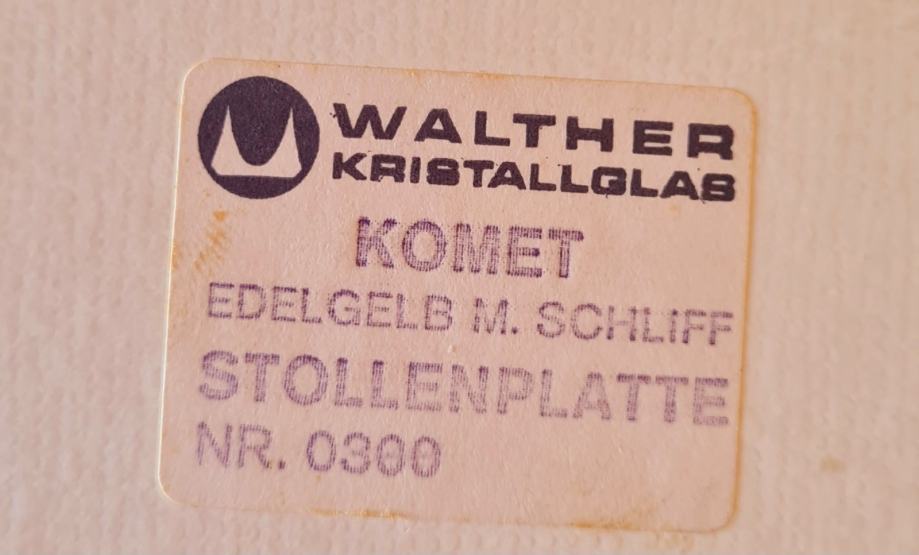 WALTHER
KRISTALLGLAS
KOMET
EDELGELB M. SCHLIFF
STOLLENPLATTE
NR. 0300